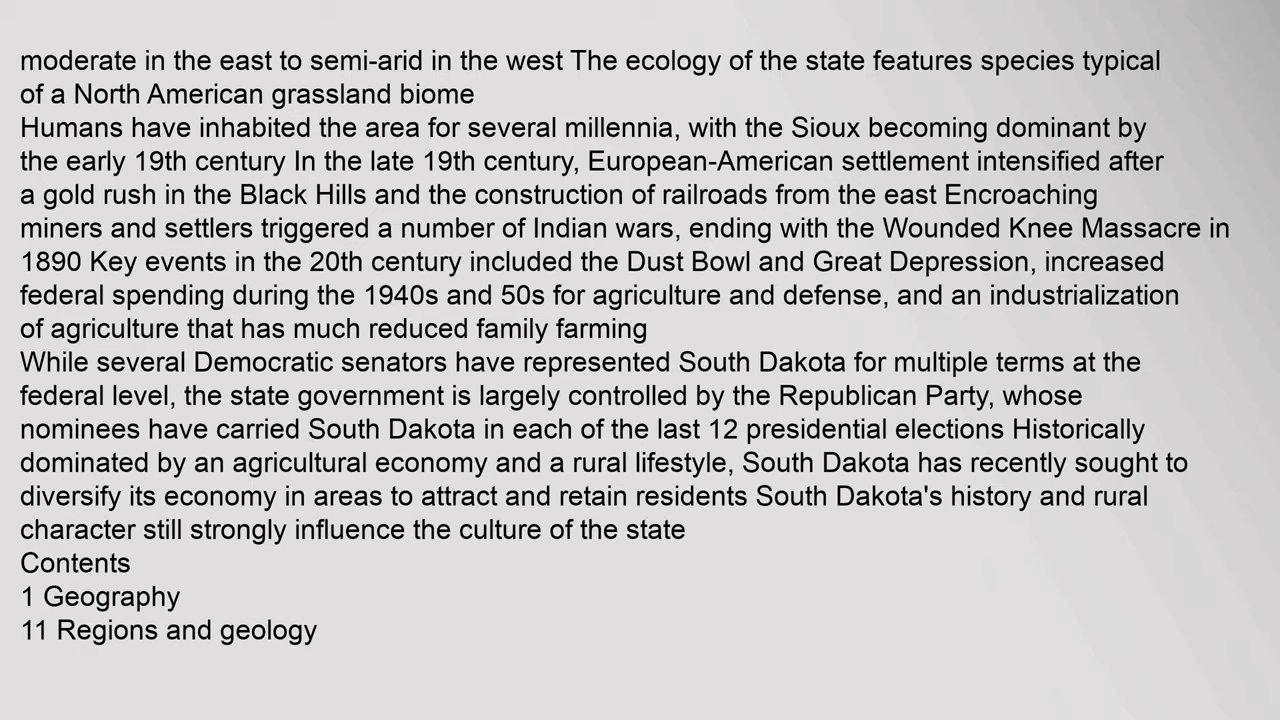 moderate in the east to semi-arid in the west The ecology of the state features species typical
of a North American grassland biome
Humans have inhabited the area for several millennia, with the Sioux becoming dominant by
the early 19th century In the late 19th century, European-American settlement intensified after
a gold rush in the Black Hills and the construction of railroads from the east Encroaching
miners and settlers triggered a number of Indian wars, ending with the Wounded Knee Massacre in
1890 Key events in the 20th century included the Dust Bowl and Great Depression, increased
federal spending during the 1940s and 50s for agriculture and defense, and an industrialization
of agriculture that has much reduced family farming
While several Democratic senators have represented South Dakota for multiple terms at the
federal level, the state government is largely controlled by the Republican Party, whose
nominees have carried South Dakota in each of the last 12 presidential elections Historically
dominated by an agricultural economy and a rural lifestyle, South Dakota has recently sought to
diversify its economy in areas to attract and retain residents South Dakota's history and rural
character still strongly influence the culture of the state
Contents
1 Geography
11 Regions and geology